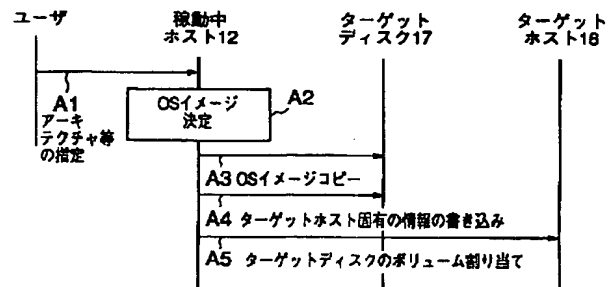 ユーザ
稼動中
ホスト12
ターゲット
ディスク17
ターゲット
ホスト18
A1
アーキ
テクチャ等
の指定
OSイメージ
決定
A2
A3 OSイメージコピー
A4 ターゲットホスト固有の情報の書き込み
A5 ターゲットディスクのボリューム割り当て